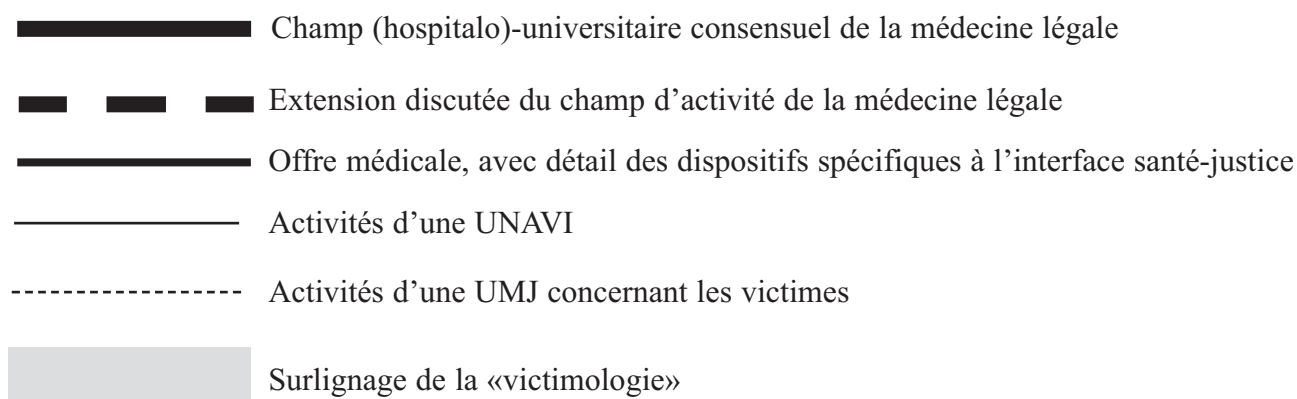 Champ (hospitalo)-universitaire consensuel de la médecine légale
Extension discutée du champ d’activité de la médecine légale
Offre médicale, avec détail des dispositifs spécifiques à l’interface santé-justice
Activités d’une UNAVI
Activités d’une UMJ concernant les victimes
Surlignage de la «victimologie»